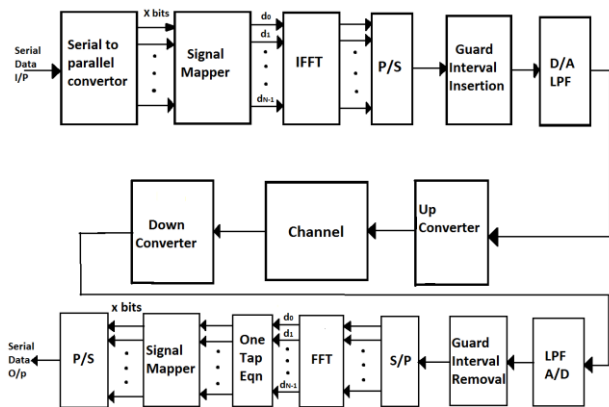 Serial
Data
I/P
Serial to
parallel
convertor
X bits
Signal
Mapper
d0
d1
dN-1
IFFT
P/S
Guard
Interval
Insertion
D/A
LPF
Down
Converter
Channel
Up
Converter
Serial
Data
O/p
P/S
x bits
Signal
Mapper
One
Tap
Eqn
d0
d1
dN-1
FFT
S/P
Guard
Interval
Removal
LPF
A/D